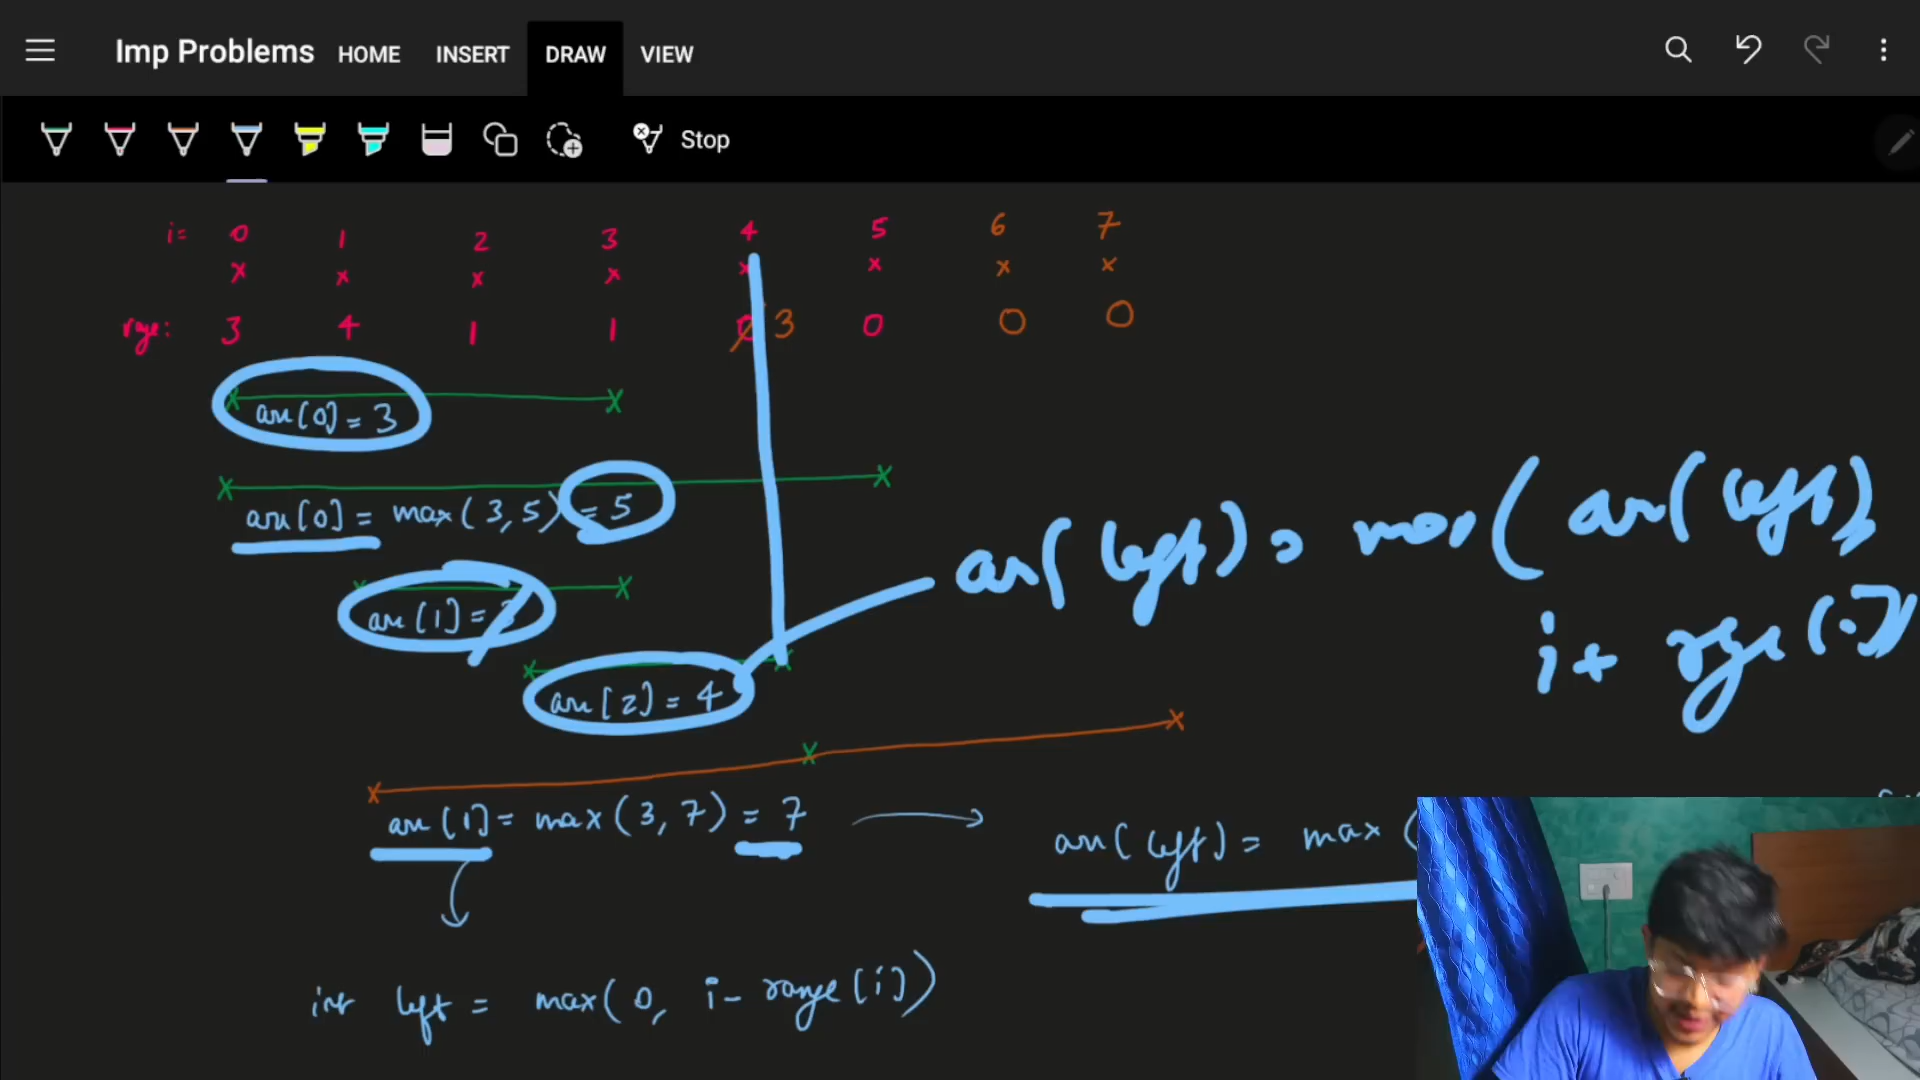 Imp Problems HOME INSERT DRAW VIEW
Stop
i= 0 1 2 3 4 5 6 7
x x x x x x x x
rge: 3 4 1 1 0 3 0 0 0
arr[0] = 3
arr[0] = max(3,5) = 5
arr(left) = max(arr(left),
i + rge(i))
arr[1] = 3
arr[2] = 4
arr[1] = max(3,7) = 7
arr(left) = max(
int left = max(0, i - range(i))